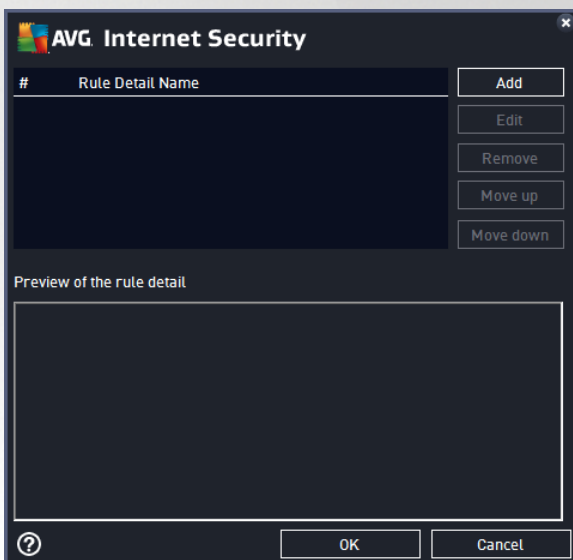 AVG. Internet Security
# Rule Detail Name
Add
Edit
Remove
Move up
Move down
Preview of the rule detail
? OK Cancel